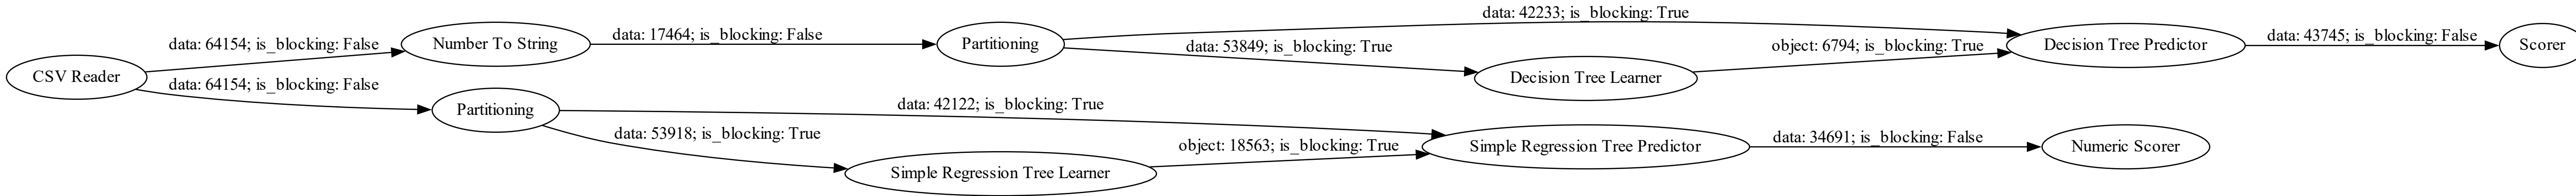 CSV Reader
data: 64154; is_blocking: False
data: 64154; is_blocking: False
Number To String
data: 17464; is_blocking: False
Partitioning
data: 42233; is_blocking: True
data: 53849; is_blocking: True
Decision Tree Learner
object: 6794; is_blocking: True
Decision Tree Predictor
data: 43745; is_blocking: False
Scorer
Partitioning
data: 42122; is_blocking: True
data: 53918; is_blocking: True
Simple Regression Tree Learner
object: 18563; is_blocking: True
Simple Regression Tree Predictor
data: 34691; is_blocking: False
Numeric Scorer